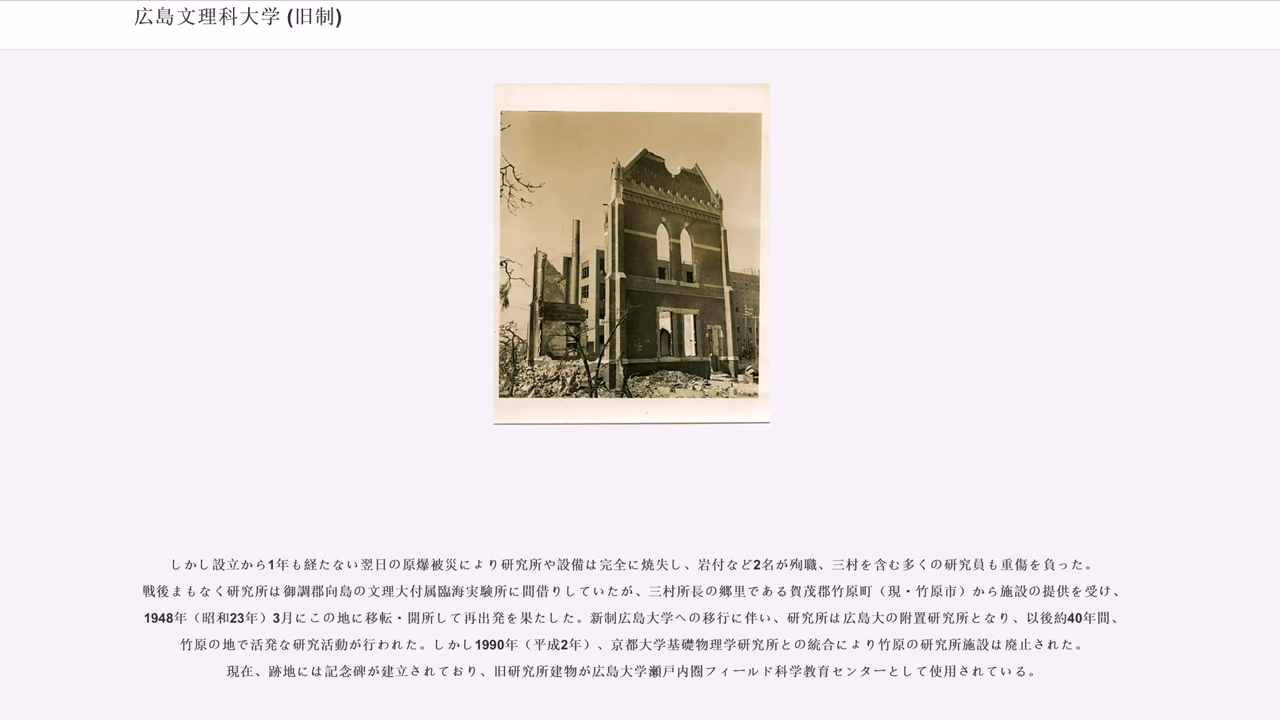 広島文理科大学 (旧制)
しかし設立から1年も経たない翌日の原爆被災により研究所や設備は完全に焼失し、岩付など2名が殉職、三村を含む多くの研究員も重傷を負った。
戦後まもなく研究所は御調郡向島の文理大付属臨海実験所に間借りしていたが、三村所長の郷里である賀茂郡竹原町（現・竹原市）から施設の提供を受け、
1948年（昭和23年）3月にこの地に移転・開所して再出発を果たした。新制広島大学への移行に伴い、研究所は広島大の附置研究所となり、以後約40年間、
竹原の地で活発な研究活動が行われた。しかし1990年（平成2年）、京都大学基礎物理学研究所との統合により竹原の研究所施設は廃止された。
現在、跡地には記念碑が建立されており、旧研究所建物が広島大学瀬戸内圏フィールド科学教育センターとして使用されている。